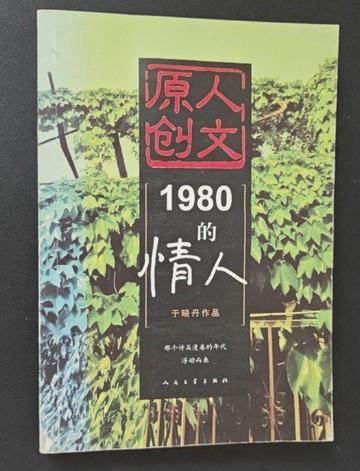 原创
人文
1980
的
情人
于晓丹作品
那个诗篇漫卷的年代
浮动而来
人民文学出版社